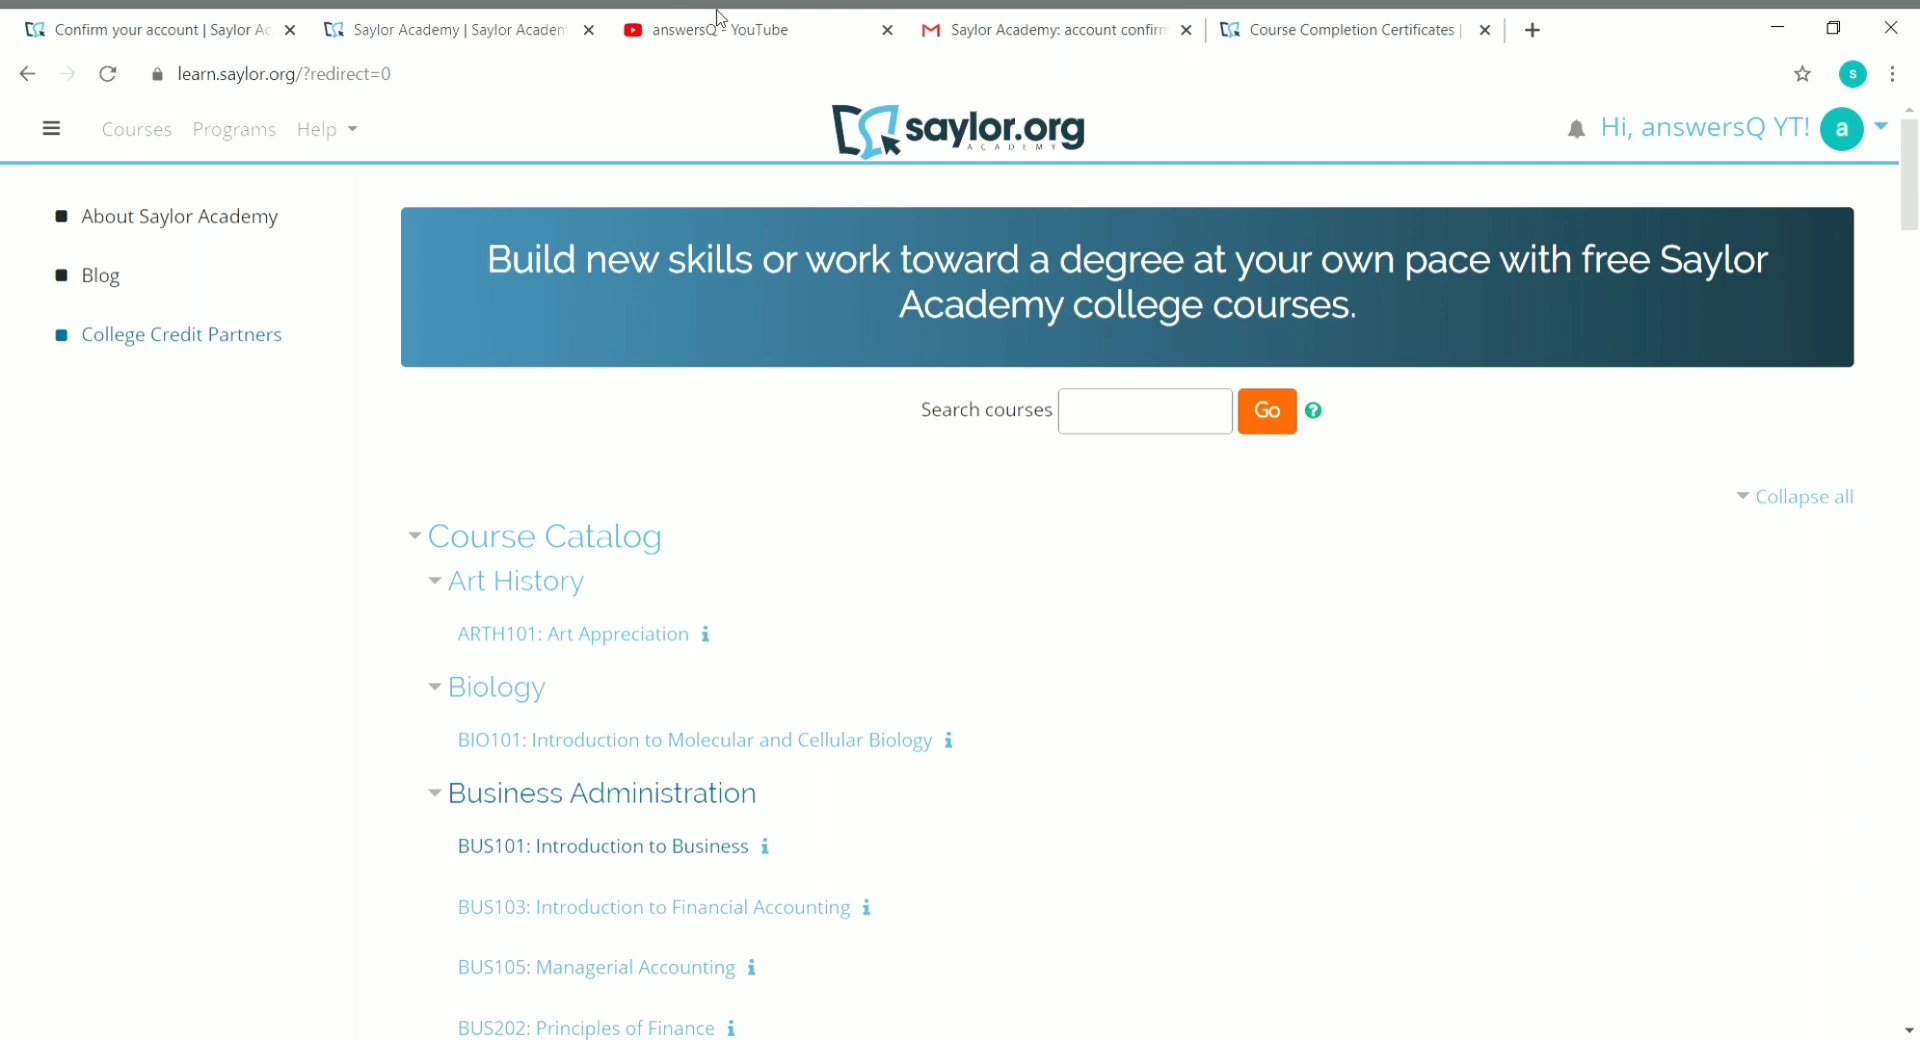 Confirm your account | Saylor Ac
Saylor Academy | Saylor Academ
answersQ - YouTube
Saylor Academy: account confirm
Course Completion Certificates |
learn.saylor.org/?redirect=0
s
Courses
Programs
Help
saylor.org
ACADEMY
Hi, answersQ YT!
a
About Saylor Academy
Blog
College Credit Partners
Build new skills or work toward a degree at your own pace with free Saylor
Academy college courses.
Search courses
Go
?
Collapse all
Course Catalog
Art History
ARTH101: Art Appreciation i
Biology
BIO101: Introduction to Molecular and Cellular Biology i
Business Administration
BUS101: Introduction to Business i
BUS103: Introduction to Financial Accounting i
BUS105: Managerial Accounting i
BUS202: Principles of Finance i